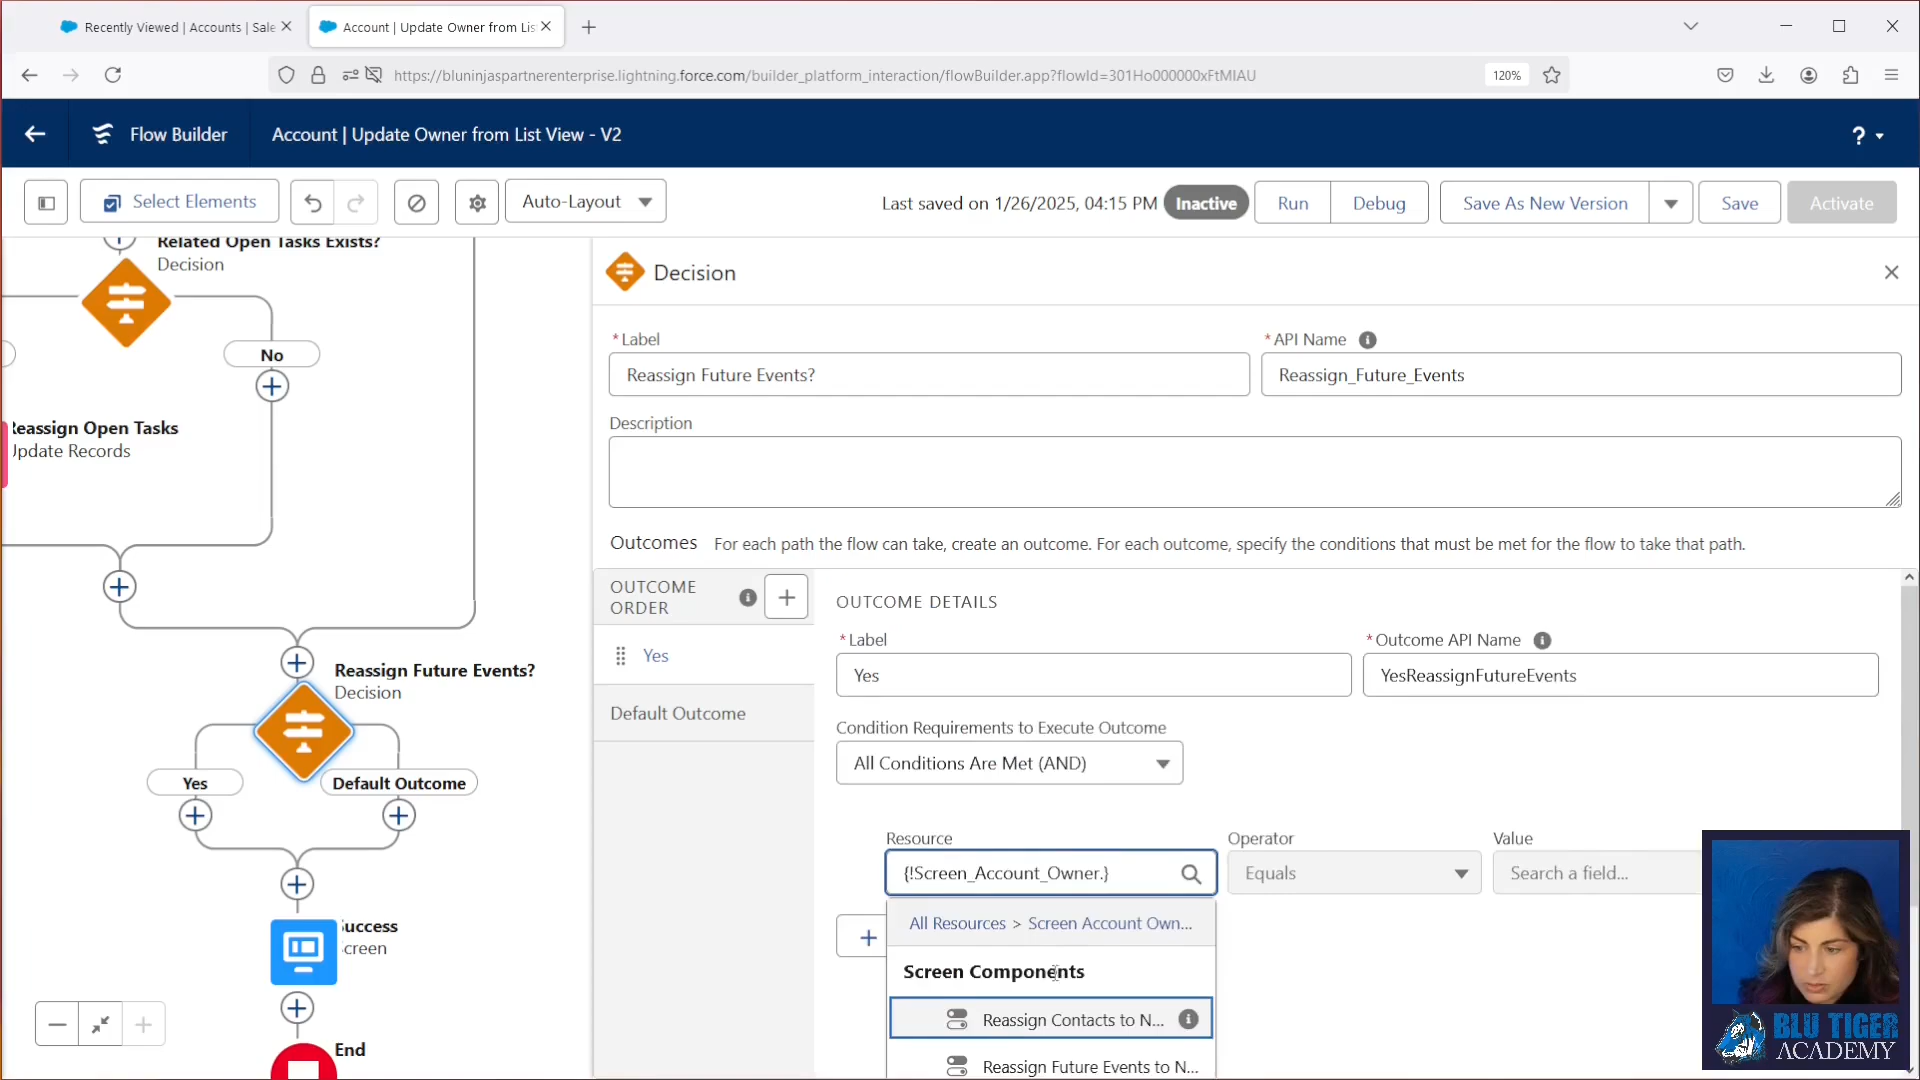 Recently Viewed | Accounts | Sale
Account | Update Owner from Lis
https://bluninjaspartnerenterprise.lightning.force.com/builder_platform_interaction/flowBuilder.app?flowId=301Ho000000xFtMIAU
120%
Flow Builder
Account | Update Owner from List View - V2
?
Select Elements
Auto-Layout
Last saved on 1/26/2025, 04:15 PM
Inactive
Run
Debug
Save As New Version
Save
Activate
Related Open Tasks Exists?
Decision
No
Reassign Open Tasks
Update Records
Reassign Future Events?
Decision
Yes
Default Outcome
Success
Screen
End
Decision
*Label
Reassign Future Events?
*API Name
Reassign_Future_Events
Description
Outcomes
For each path the flow can take, create an outcome. For each outcome, specify the conditions that must be met for the flow to take that path.
OUTCOME ORDER
Yes
Default Outcome
OUTCOME DETAILS
*Label
Yes
*Outcome API Name
YesReassignFutureEvents
Condition Requirements to Execute Outcome
All Conditions Are Met (AND)
Resource
{!Screen_Account_Owner.}
Operator
Equals
Value
Search a field...
All Resources > Screen Account Own...
Screen Components
Reassign Contacts to N...
Reassign Future Events to N...
BLU TIGER
ACADEMY